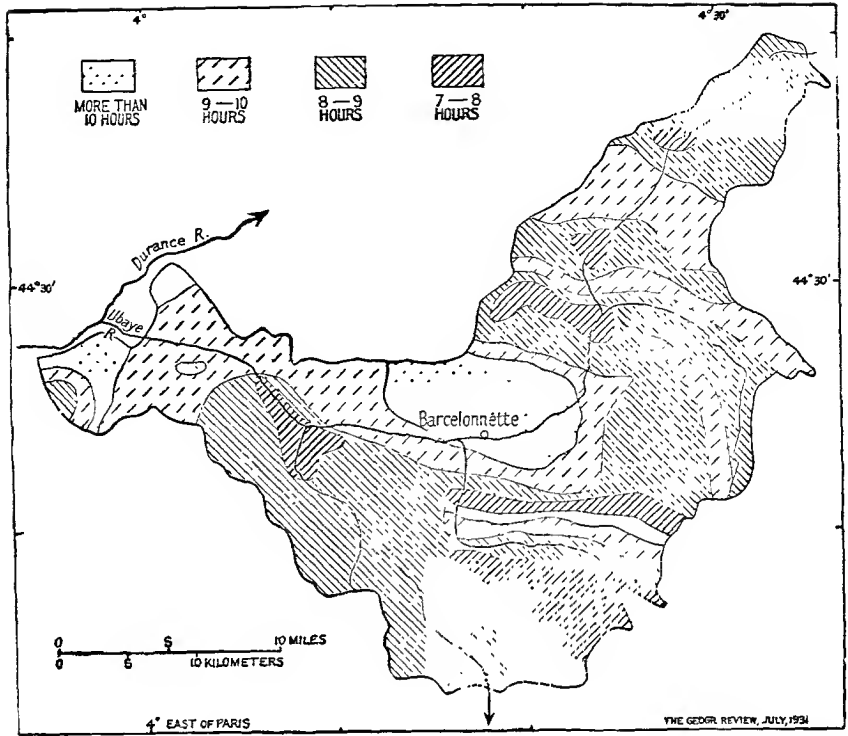 4°
4° 30'
MORE THAN
10 HOURS
9 — 10
HOURS
8 — 9
HOURS
7 — 8
HOURS
Durance R.
44° 30'
44° 30'
Ubaye
R.
Barcelonnètte
0 5 10 MILES
0 5 10 KILOMETERS
4° EAST OF PARIS
THE GEOGR. REVIEW, JULY, 1931